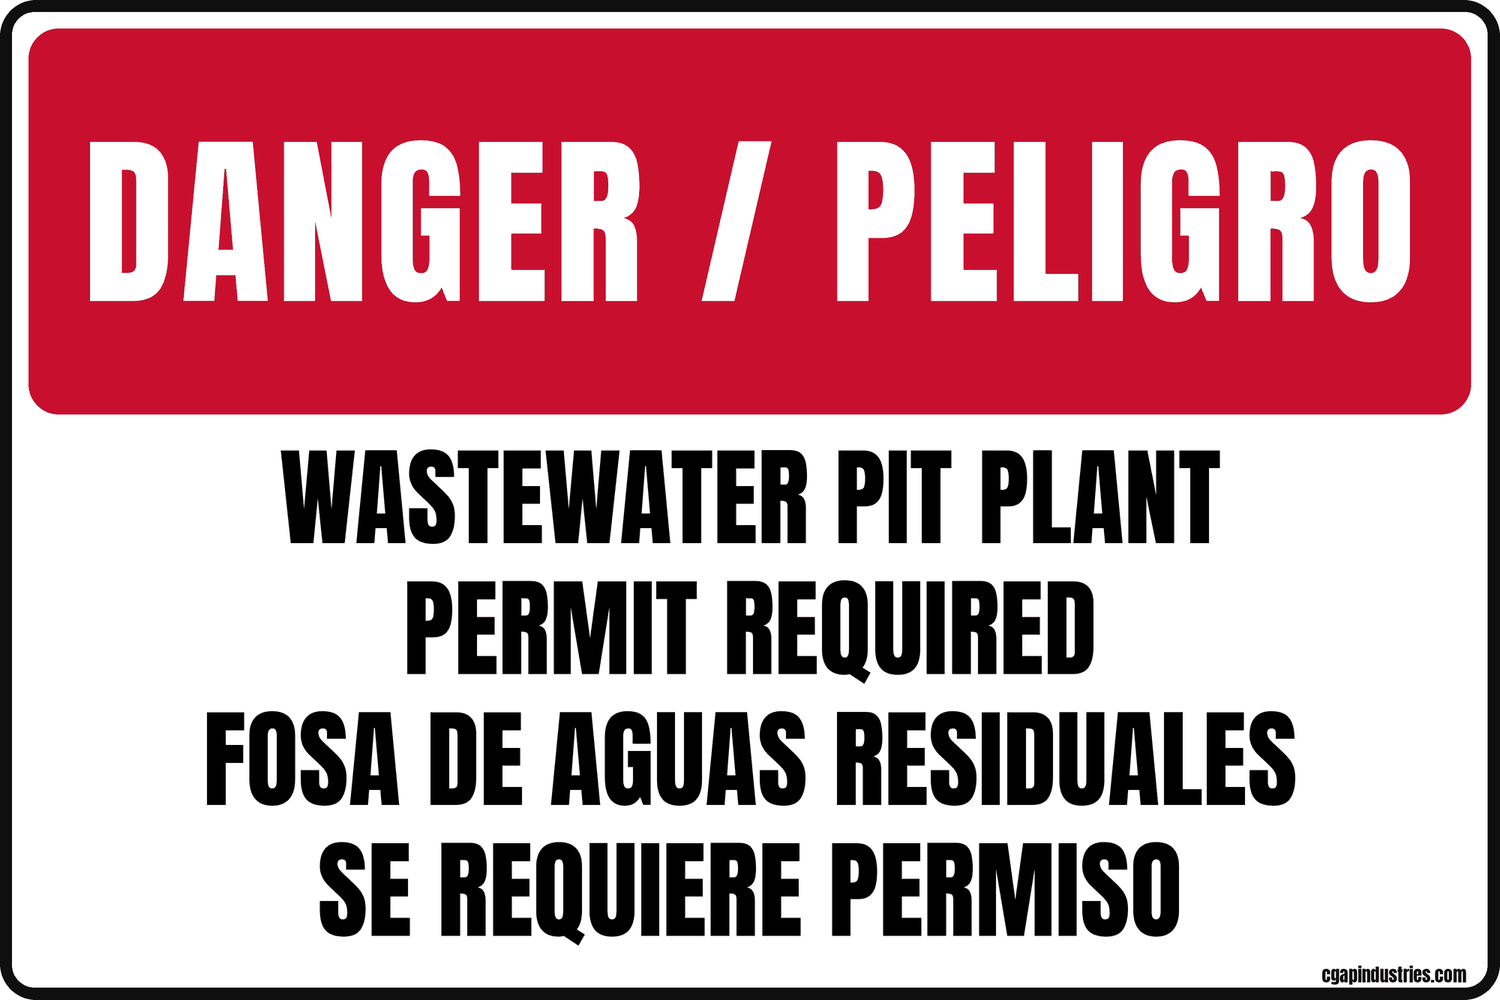 DANGER / PELIGRO
WASTEWATER PIT PLANT
PERMIT REQUIRED
FOSA DE AGUAS RESIDUALES
SE REQUIERE PERMISO
cgapindustries.com